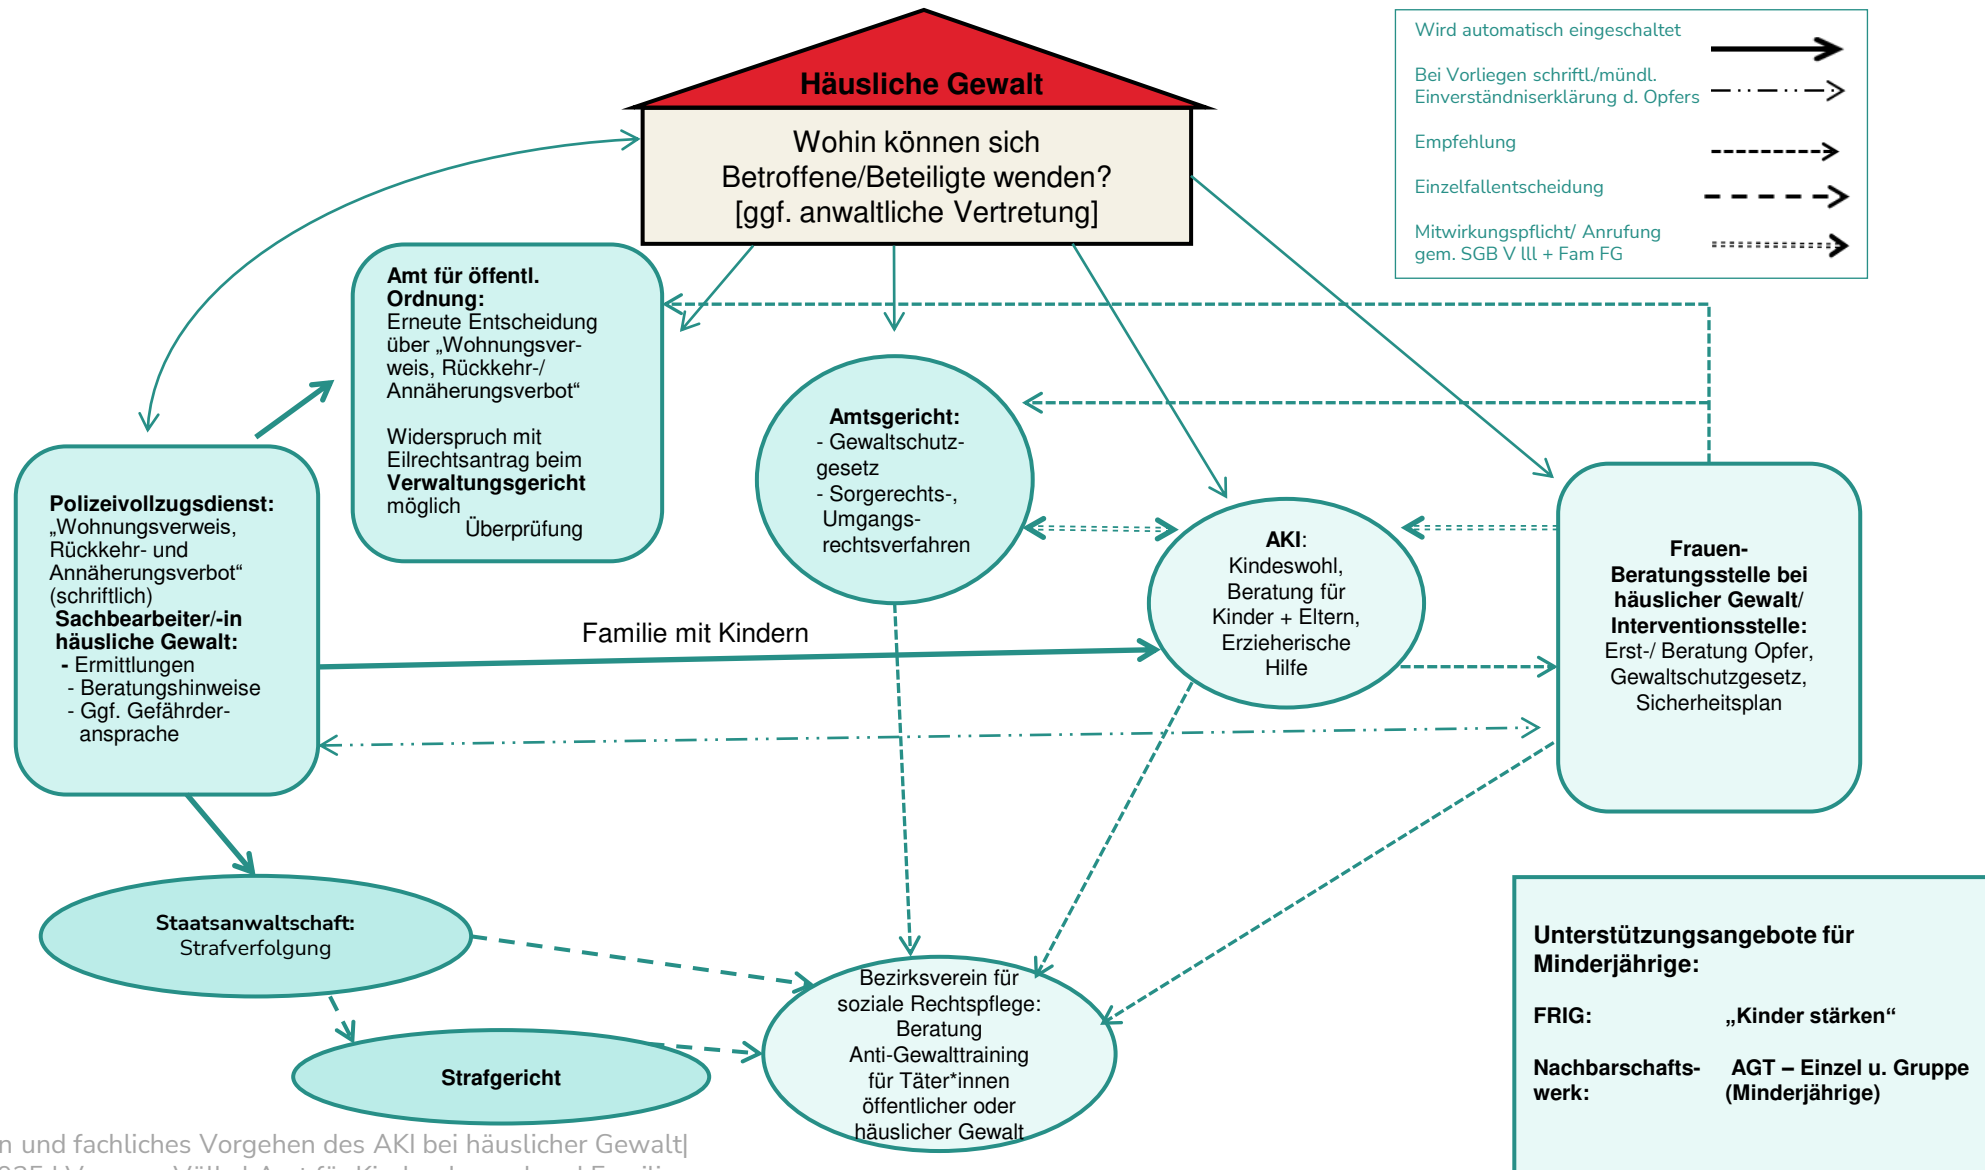 Häusliche Gewalt
Wohin können sich
Betroffene/Beteiligte wenden?
[ggf. anwaltliche Vertretung]
Wird automatisch eingeschaltet
Bei Vorliegen schriftl./mündl.
Einverständniserklärung d. Opfers
Empfehlung
Einzelfallentscheidung
Mitwirkungspflicht/ Anrufung
gem. SGB V lll + Fam FG
Amt für öffentl.
Ordnung:
Erneute Entscheidung
über „Wohnungsver-
weis, Rückkehr-/
Annäherungsverbot“
Widerspruch mit
Eilrechtsantrag beim
Verwaltungsgericht
möglich
Überprüfung
Amtsgericht:
- Gewaltschutz-
gesetz
- Sorgerechts-,
Umgangs-
rechtsverfahren
Polizeivollzugsdienst:
„Wohnungsverweis,
Rückkehr- und
Annäherungsverbot“
(schriftlich)
Sachbearbeiter/-in
häusliche Gewalt:
- Ermittlungen
- Beratungshinweise
- Ggf. Gefährder-
ansprache
AKI:
Kindeswohl,
Beratung für
Kinder + Eltern,
Erzieherische
Hilfe
Frauen-
Beratungsstelle bei
häuslicher Gewalt/
Interventionsstelle:
Erst-/ Beratung Opfer,
Gewaltschutzgesetz,
Sicherheitsplan
Familie mit Kindern
Staatsanwaltschaft:
Strafverfolgung
Strafgericht
Bezirksverein für
soziale Rechtspflege:
Beratung
Anti-Gewalttraining
für Täter*innen
öffentlicher oder
häuslicher Gewalt
Unterstützungsangebote für
Minderjährige:
FRIG: „Kinder stärken“
Nachbarschafts- AGT – Einzel u. Gruppe
werk: (Minderjährige)
n und fachliches Vorgehen des AKI bei häuslicher Gewalt|